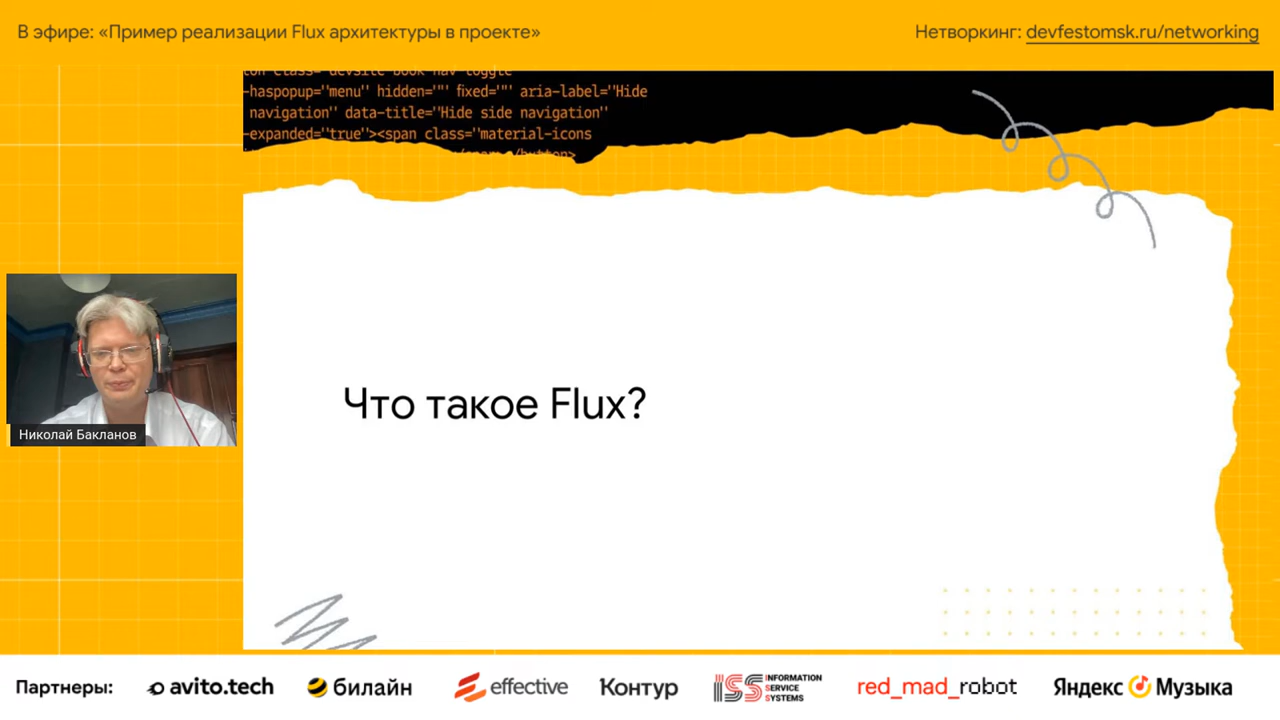 В эфире: «Пример реализации Flux архитектуры в проекте»
Нетворкинг: devfestomsk.ru/networking
-haspopup="menu" hidden="" fixed="" aria-label="Hide
navigation" data-title="Hide side navigation"
-expanded="true"><span class="material-icons
Что такое Flux?
Николай Бакланов
Партнеры:
avito.tech
билайн
effective
Контур
ISS INFORMATION
SERVICE
SYSTEMS
red_mad_robot
Яндекс Музыка